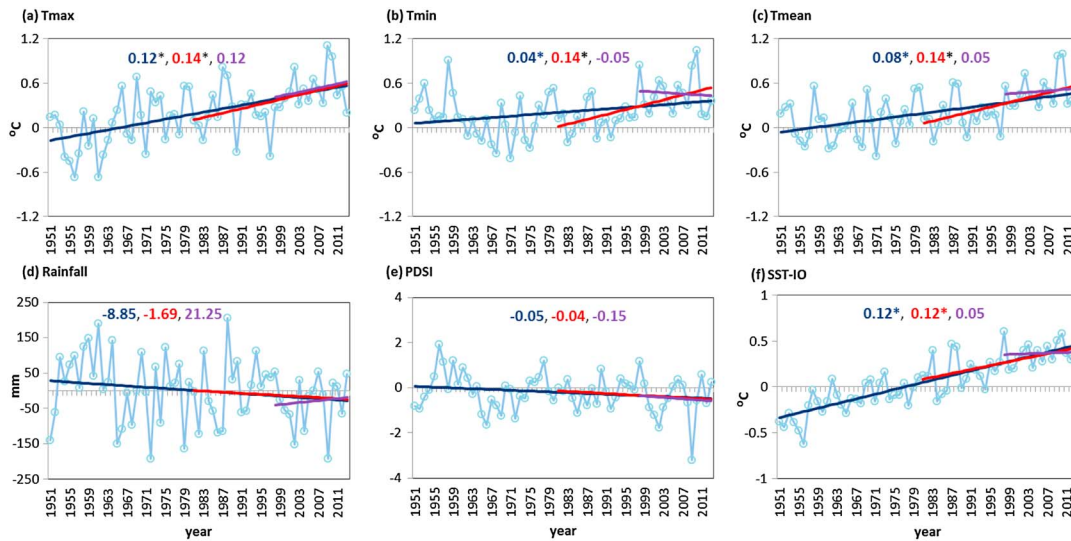 (a) Tmax
0.12*, 0.14*, 0.12
1.2
0.6
0
-0.6
-1.2
°C
1951 1955 1959 1963 1967 1971 1975 1979 1983 1987 1991 1995 1999 2003 2007 2011
(b) Tmin
0.04*, 0.14*, -0.05
1.2
0.6
0
-0.6
-1.2
°C
1951 1955 1959 1963 1967 1971 1975 1979 1983 1987 1991 1995 1999 2003 2007 2011
(c) Tmean
0.08*, 0.14*, 0.05
1.2
0.6
0
-0.6
-1.2
°C
1951 1955 1959 1963 1967 1971 1975 1979 1983 1987 1991 1995 1999 2003 2007 2011
(d) Rainfall
-8.85, -1.69, 21.25
250
150
50
-50
-150
-250
mm
1951 1955 1959 1963 1967 1971 1975 1979 1983 1987 1991 1995 1999 2003 2007 2011
year
(e) PDSI
-0.05, -0.04, -0.15
4
2
0
-2
-4
1951 1955 1959 1963 1967 1971 1975 1979 1983 1987 1991 1995 1999 2003 2007 2011
year
(f) SST-IO
0.12*, 0.12*, 0.05
1
0.5
0
-0.5
-1
°C
1951 1955 1959 1963 1967 1971 1975 1979 1983 1987 1991 1995 1999 2003 2007 2011
year